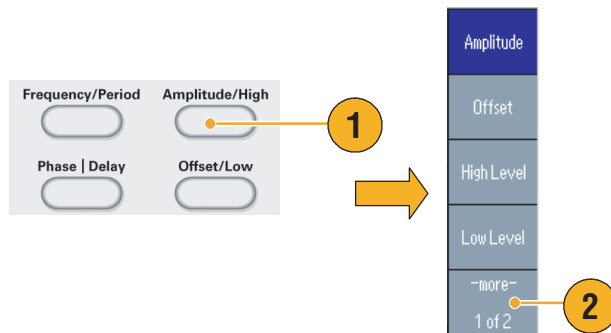 Frequency/Period
Amplitude/High
Phase | Delay
Offset/Low
1
Amplitude
Offset
High Level
Low Level
-more-
1 of 2
2